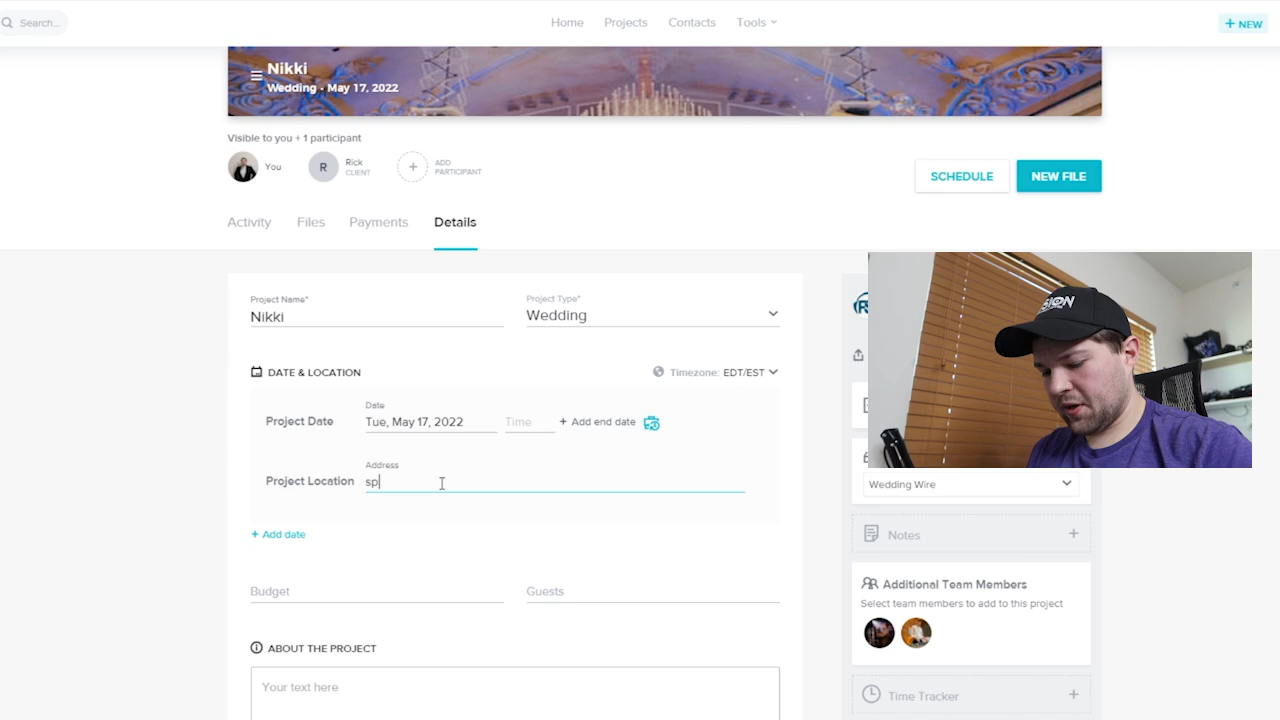 Search...
Home
Projects
Contacts
Tools
+ NEW
Nikki
Wedding • May 17, 2022
Visible to you + 1 participant
You
R
Rick
CLIENT
+
ADD
PARTICIPANT
SCHEDULE
NEW FILE
Activity
Files
Payments
Details
Project Name*
Nikki
Project Type*
Wedding
DATE & LOCATION
Timezone: EDT/EST
Project Date
Date
Tue, May 17, 2022
Time
+ Add end date
Project Location
Address
sp
+ Add date
Budget
Guests
ABOUT THE PROJECT
Your text here
Wedding Wire
Notes +
Additional Team Members
Select team members to add to this project
Time Tracker +